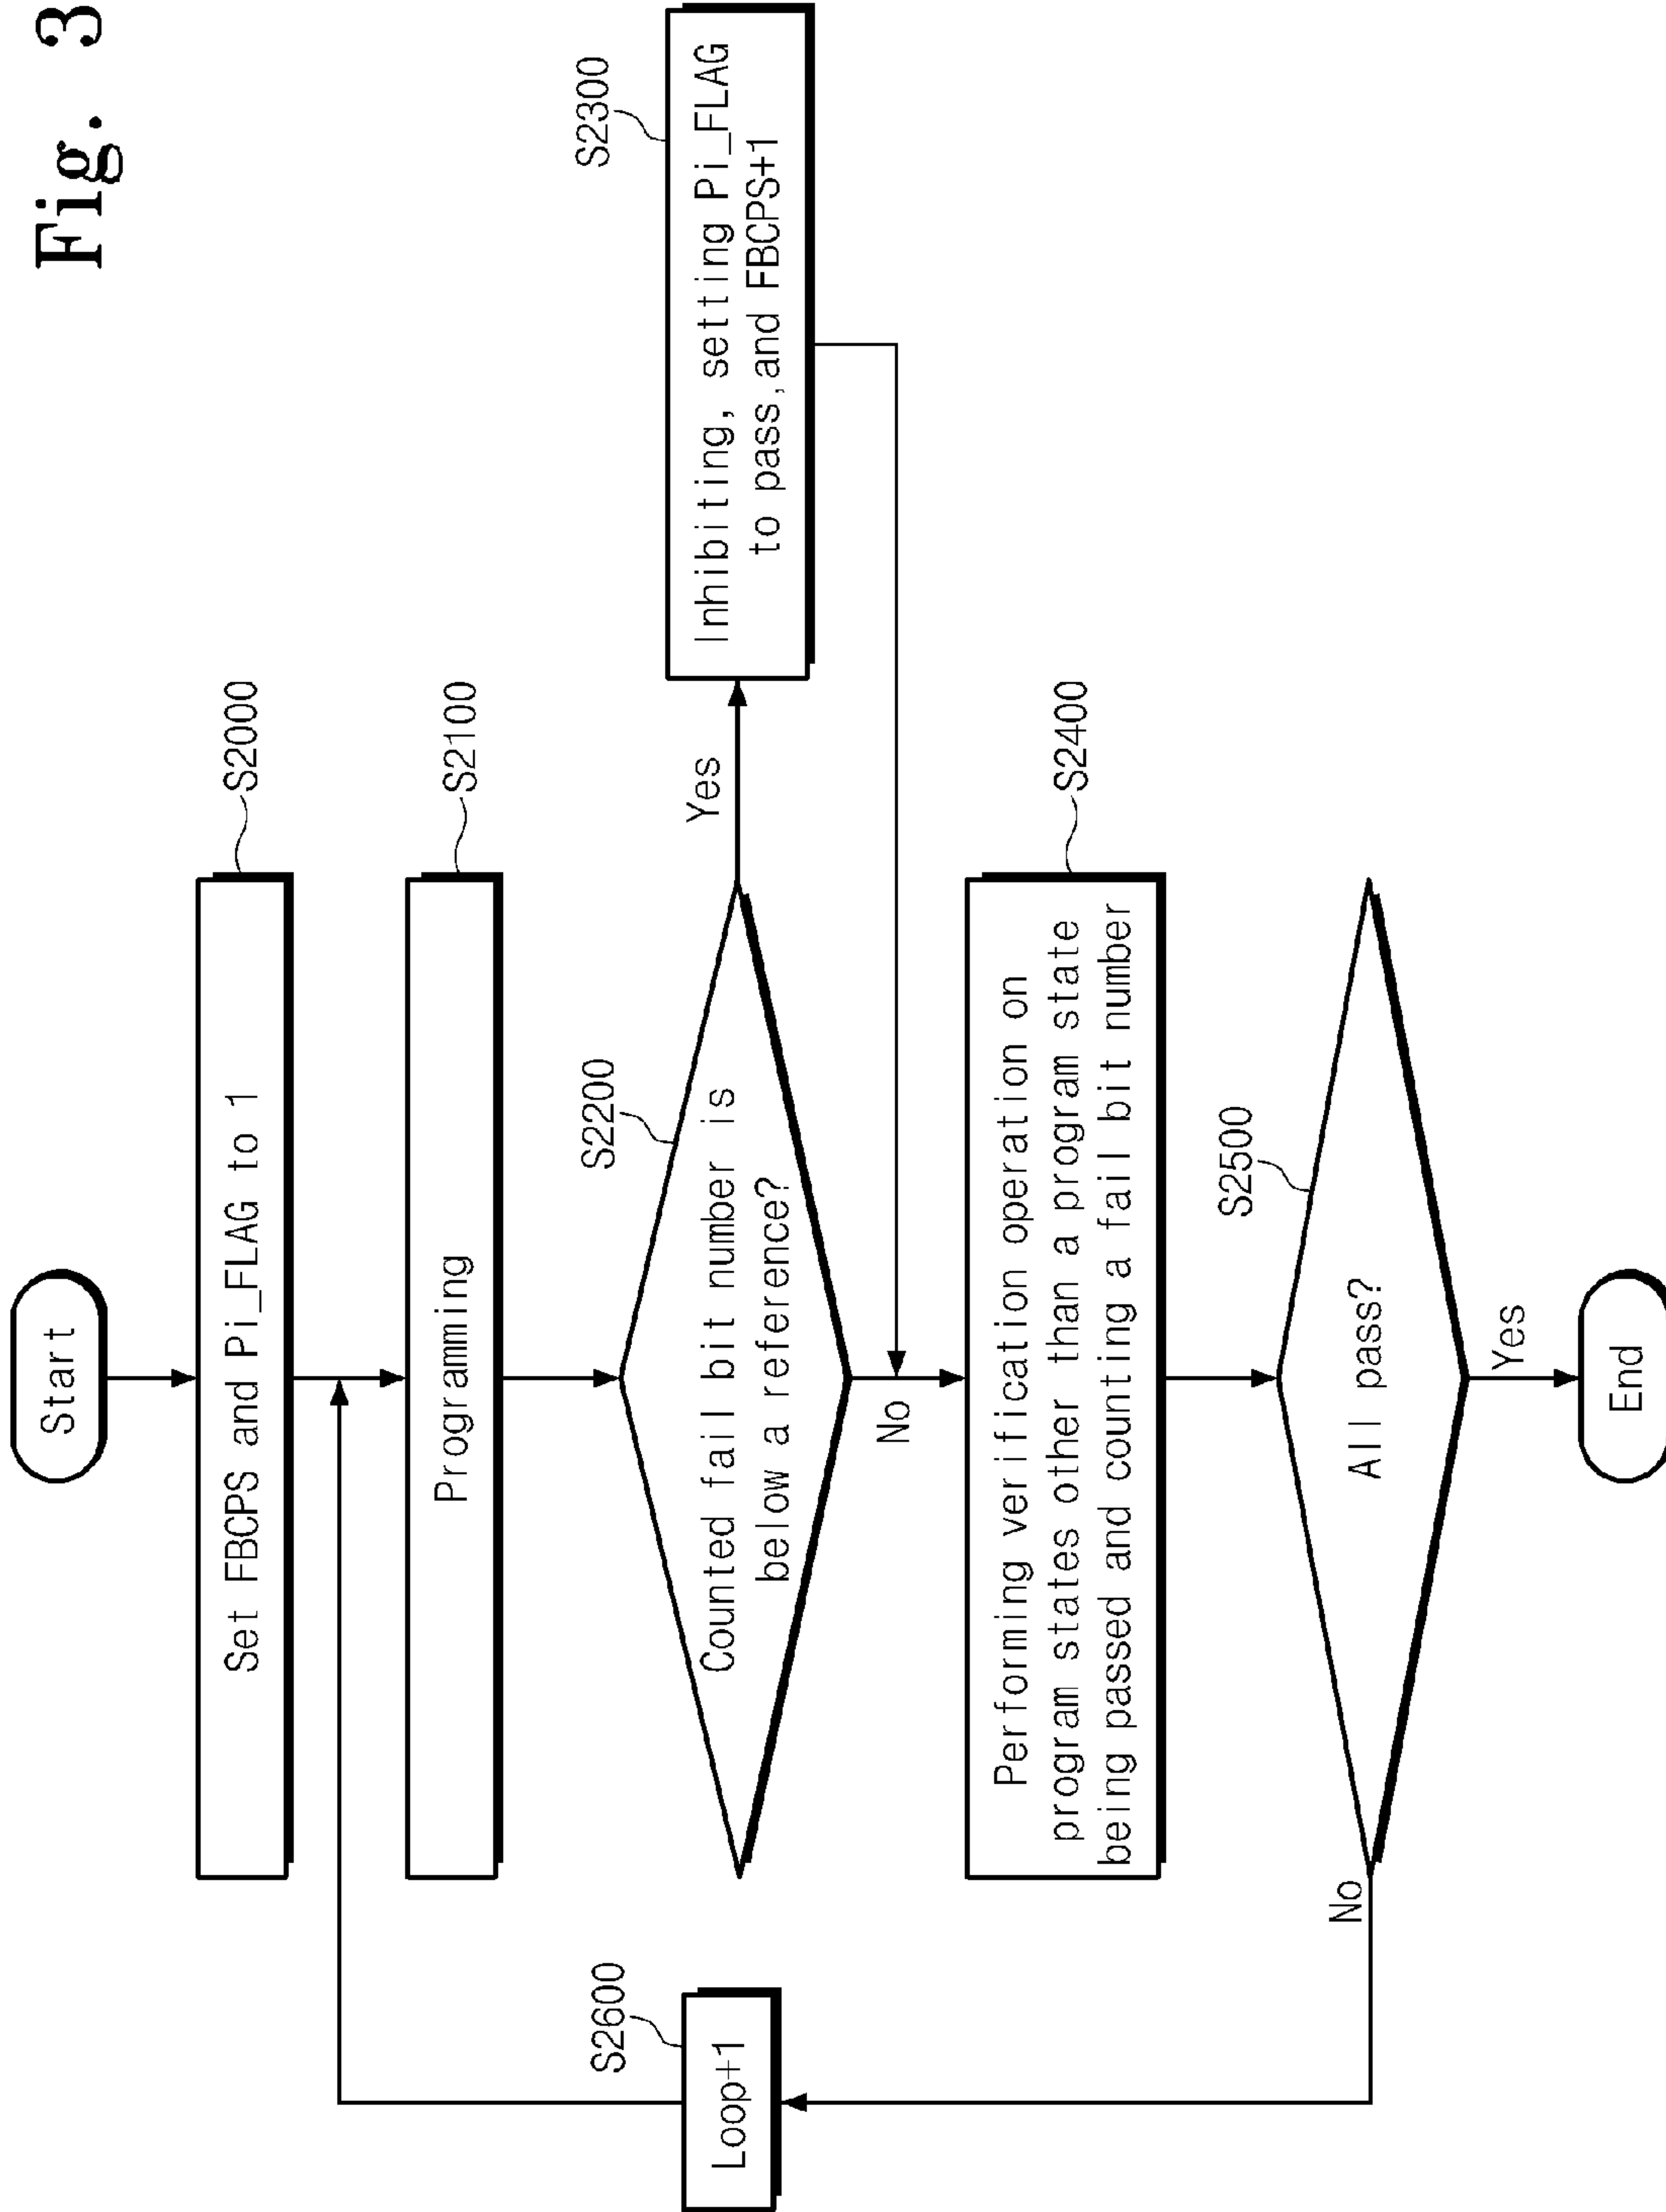 Fig. 3
Start
S2000
Set FBCPS and Pi_FLAG to 1
S2100
Programming
S2200
Counted fail bit number is
below a reference?
Yes
S2300
Inhibiting, setting Pi_FLAG
to pass, and FBCPS+1
No
S2400
Performing verification operation on
program states other than a program state
being passed and counting a fail bit number
S2500
All pass?
No
S2600
Loop+1
Yes
End